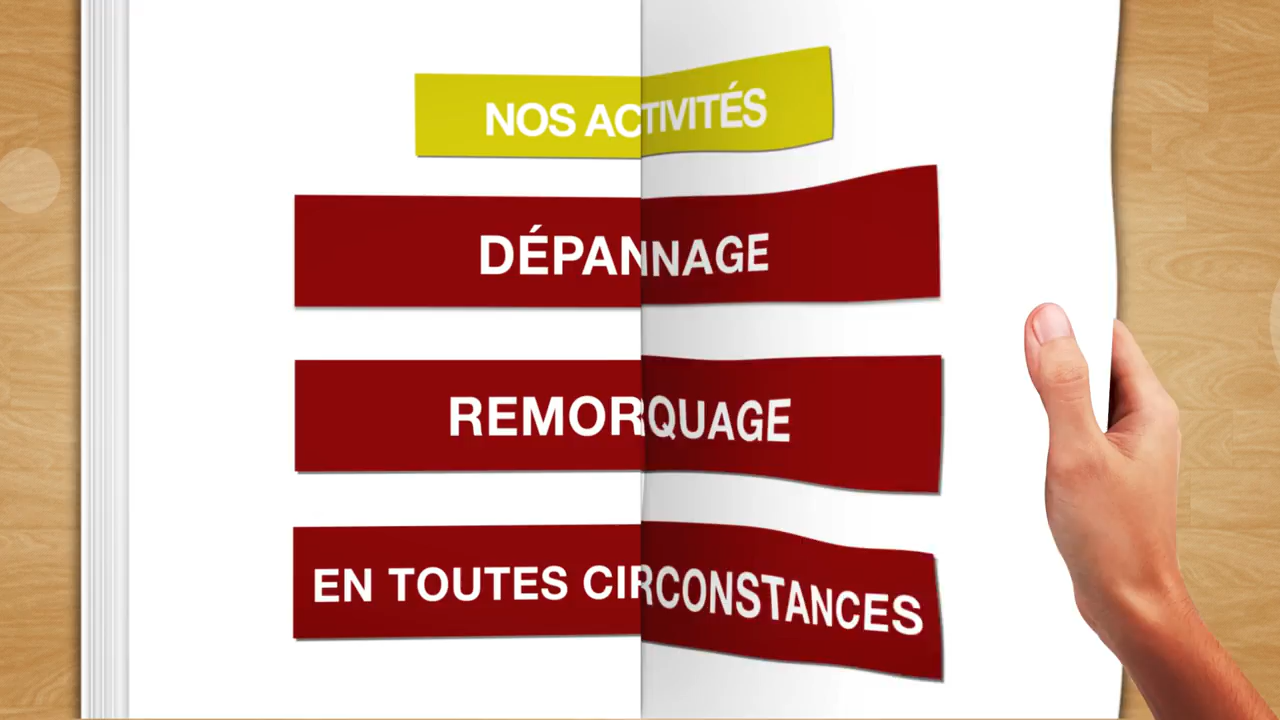 NOS ACTIVITÉS
DÉPANNAGE
REMORQUAGE
EN TOUTES CIRCONSTANCES